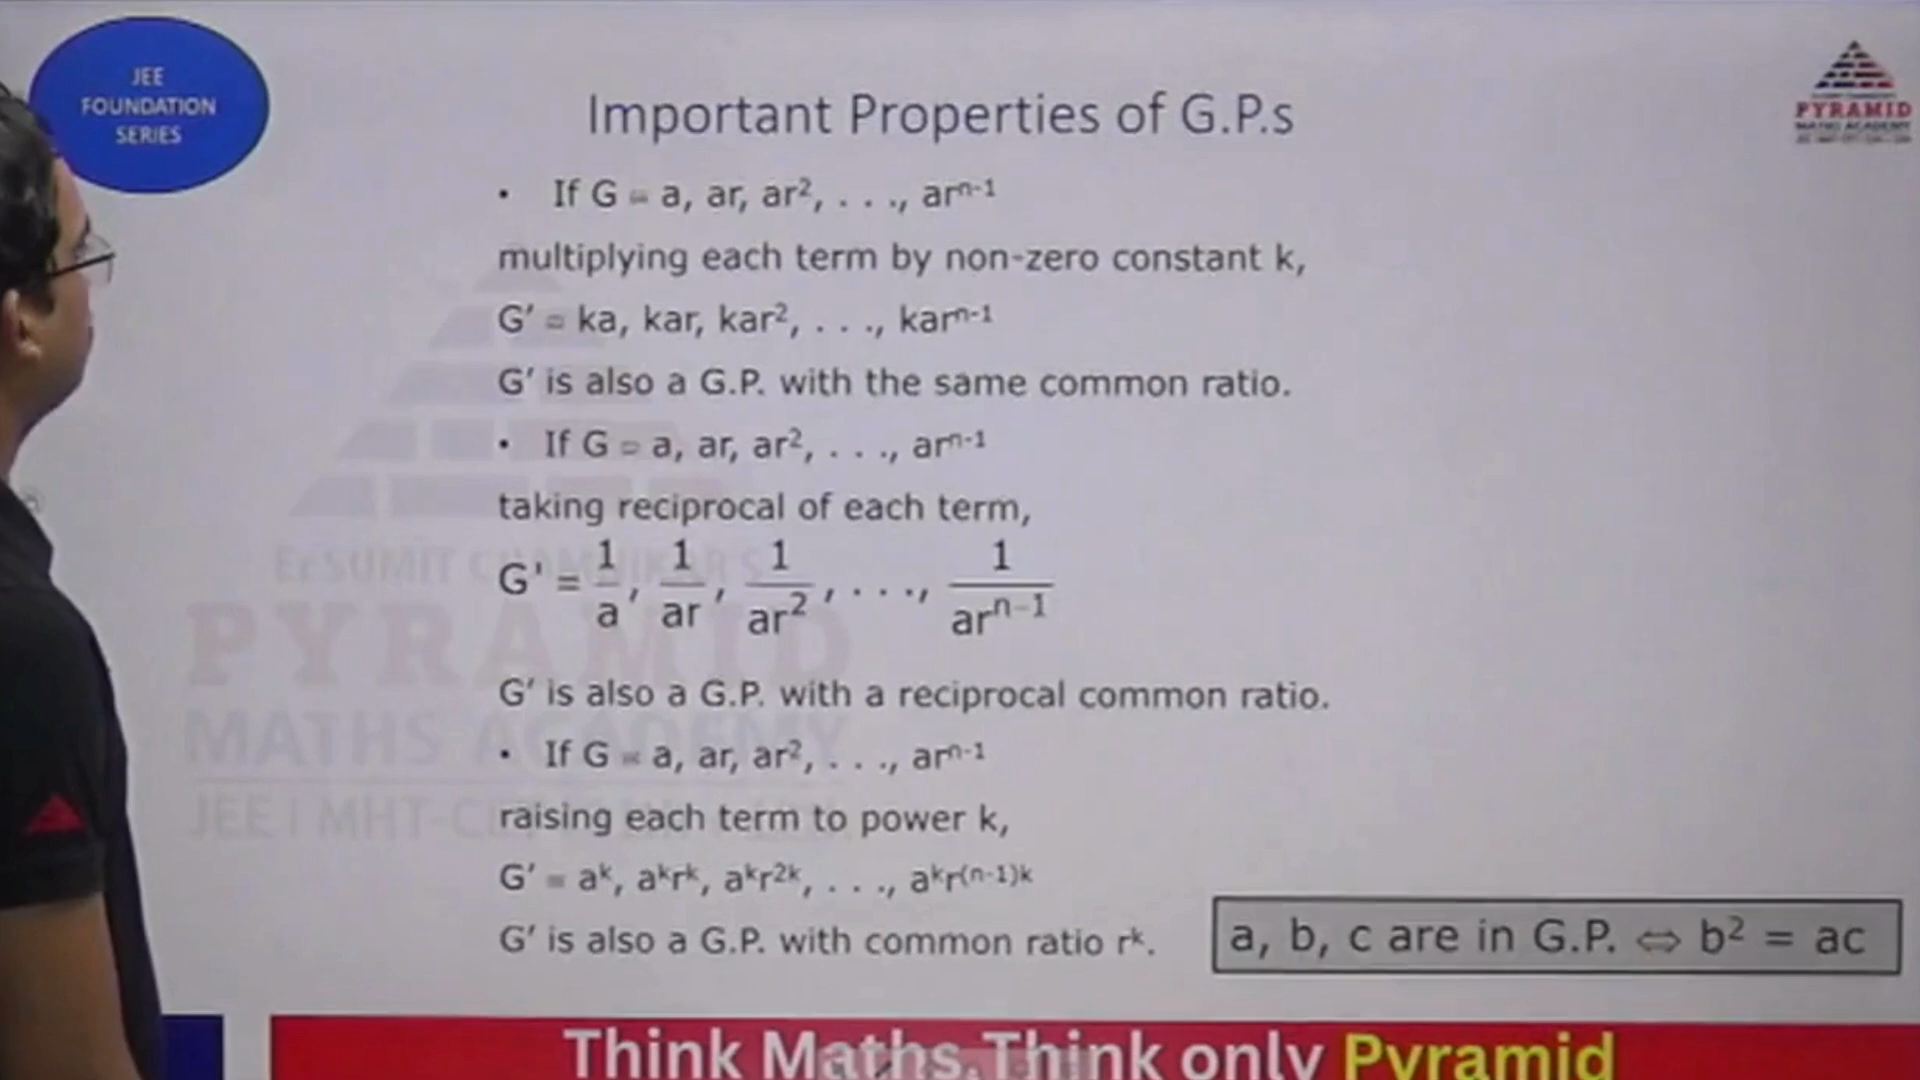 JEE
FOUNDATION
SERIES
Important Properties of G.P.s
PYRAMID
MATHS ACADEMY
• If G = a, ar, ar², . . ., arⁿ⁻¹
multiplying each term by non-zero constant k,
G′ = ka, kar, kar², . . ., karⁿ⁻¹
G′ is also a G.P. with the same common ratio.
• If G = a, ar, ar², . . ., arⁿ⁻¹
taking reciprocal of each term,
G' = 1/a, 1/ar, 1/ar², . . ., 1/arⁿ⁻¹
G′ is also a G.P. with a reciprocal common ratio.
• If G = a, ar, ar², . . ., arⁿ⁻¹
raising each term to power k,
G′ = aᵏ, aᵏrᵏ, aᵏr²ᵏ, . . ., aᵏr⁽ⁿ⁻¹⁾ᵏ
G′ is also a G.P. with common ratio rᵏ.
a, b, c are in G.P. ⇔ b² = ac
PYRAMID
MATHS ACADEMY
JEE | MHT-
Think Maths.Think only Pyramid